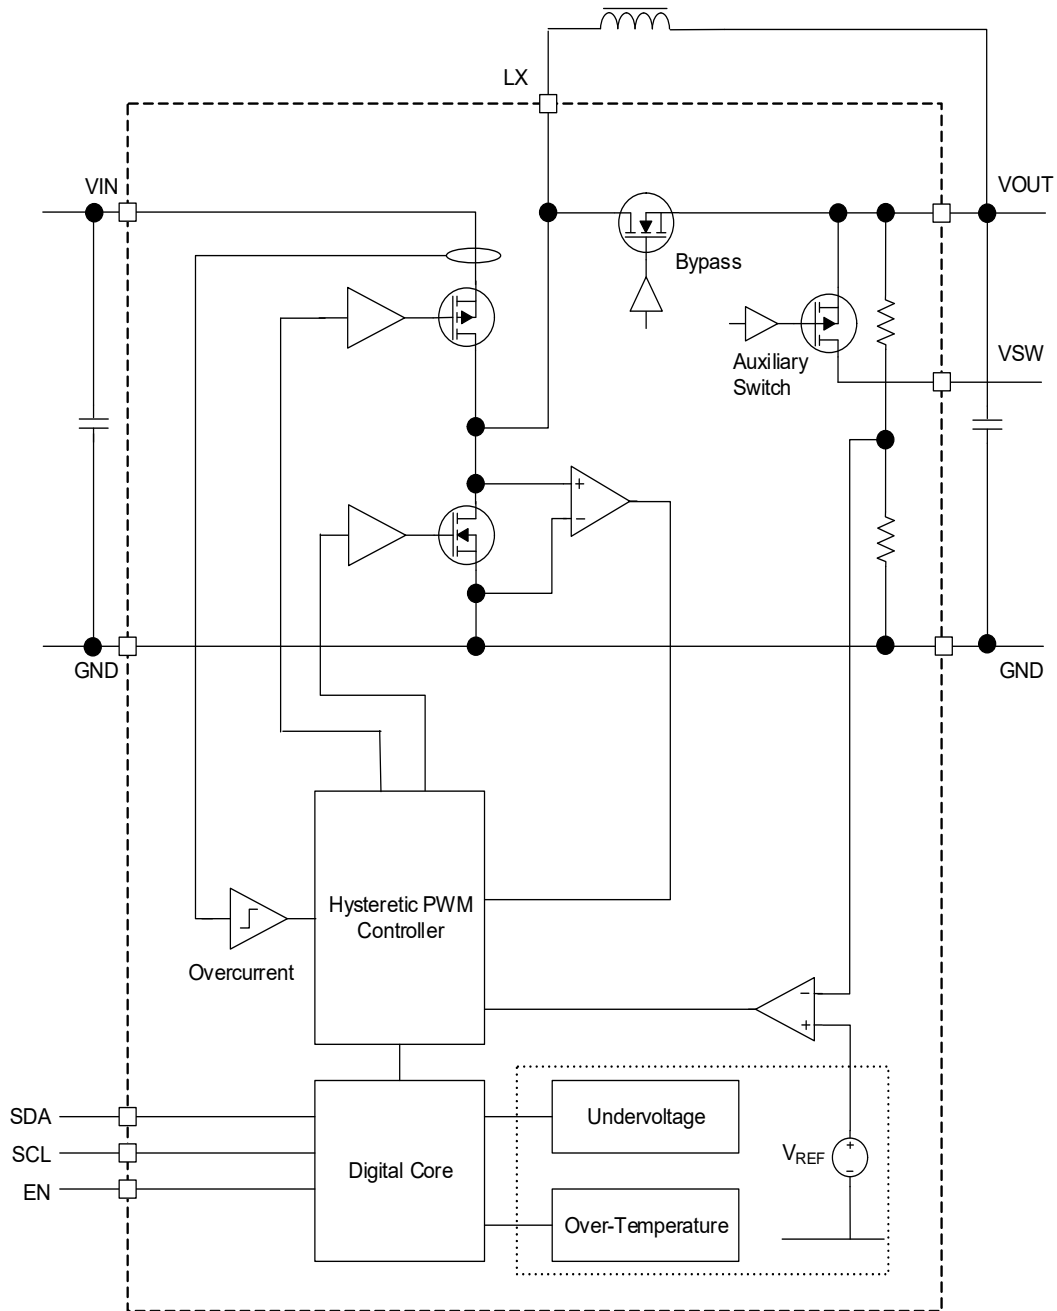 LX
VIN
VOUT
Bypass
Auxiliary
Switch
VSW
+
−
GND
GND
Hysteretic PWM
Controller
Overcurrent
−
+
SDA
SCL
EN
Digital Core
Undervoltage
Over-Temperature
VREF
+
−